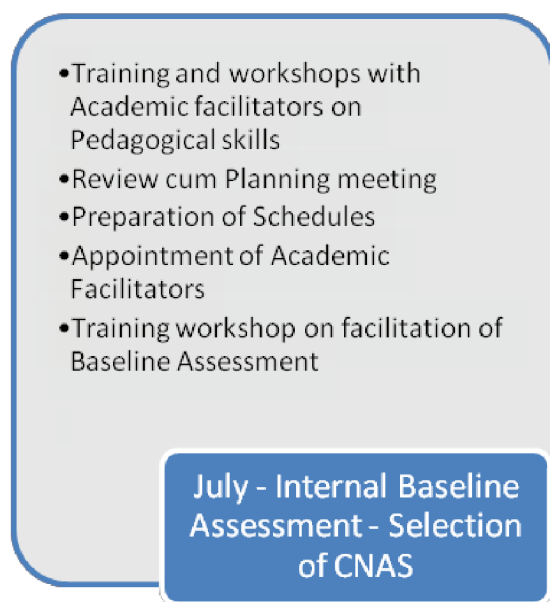 •Training and workshops with
Academic facilitators on
Pedagogical skills
•Review cum Planning meeting
•Preparation of Schedules
•Appointment of Academic
Facilitators
•Training workshop on facilitation of
Baseline Assessment
July - Internal Baseline
Assessment - Selection
of CNAS